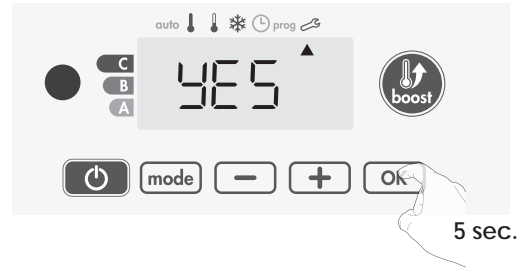 auto prog
C
B
A
YES
boost
mode − + OK
5 sec.